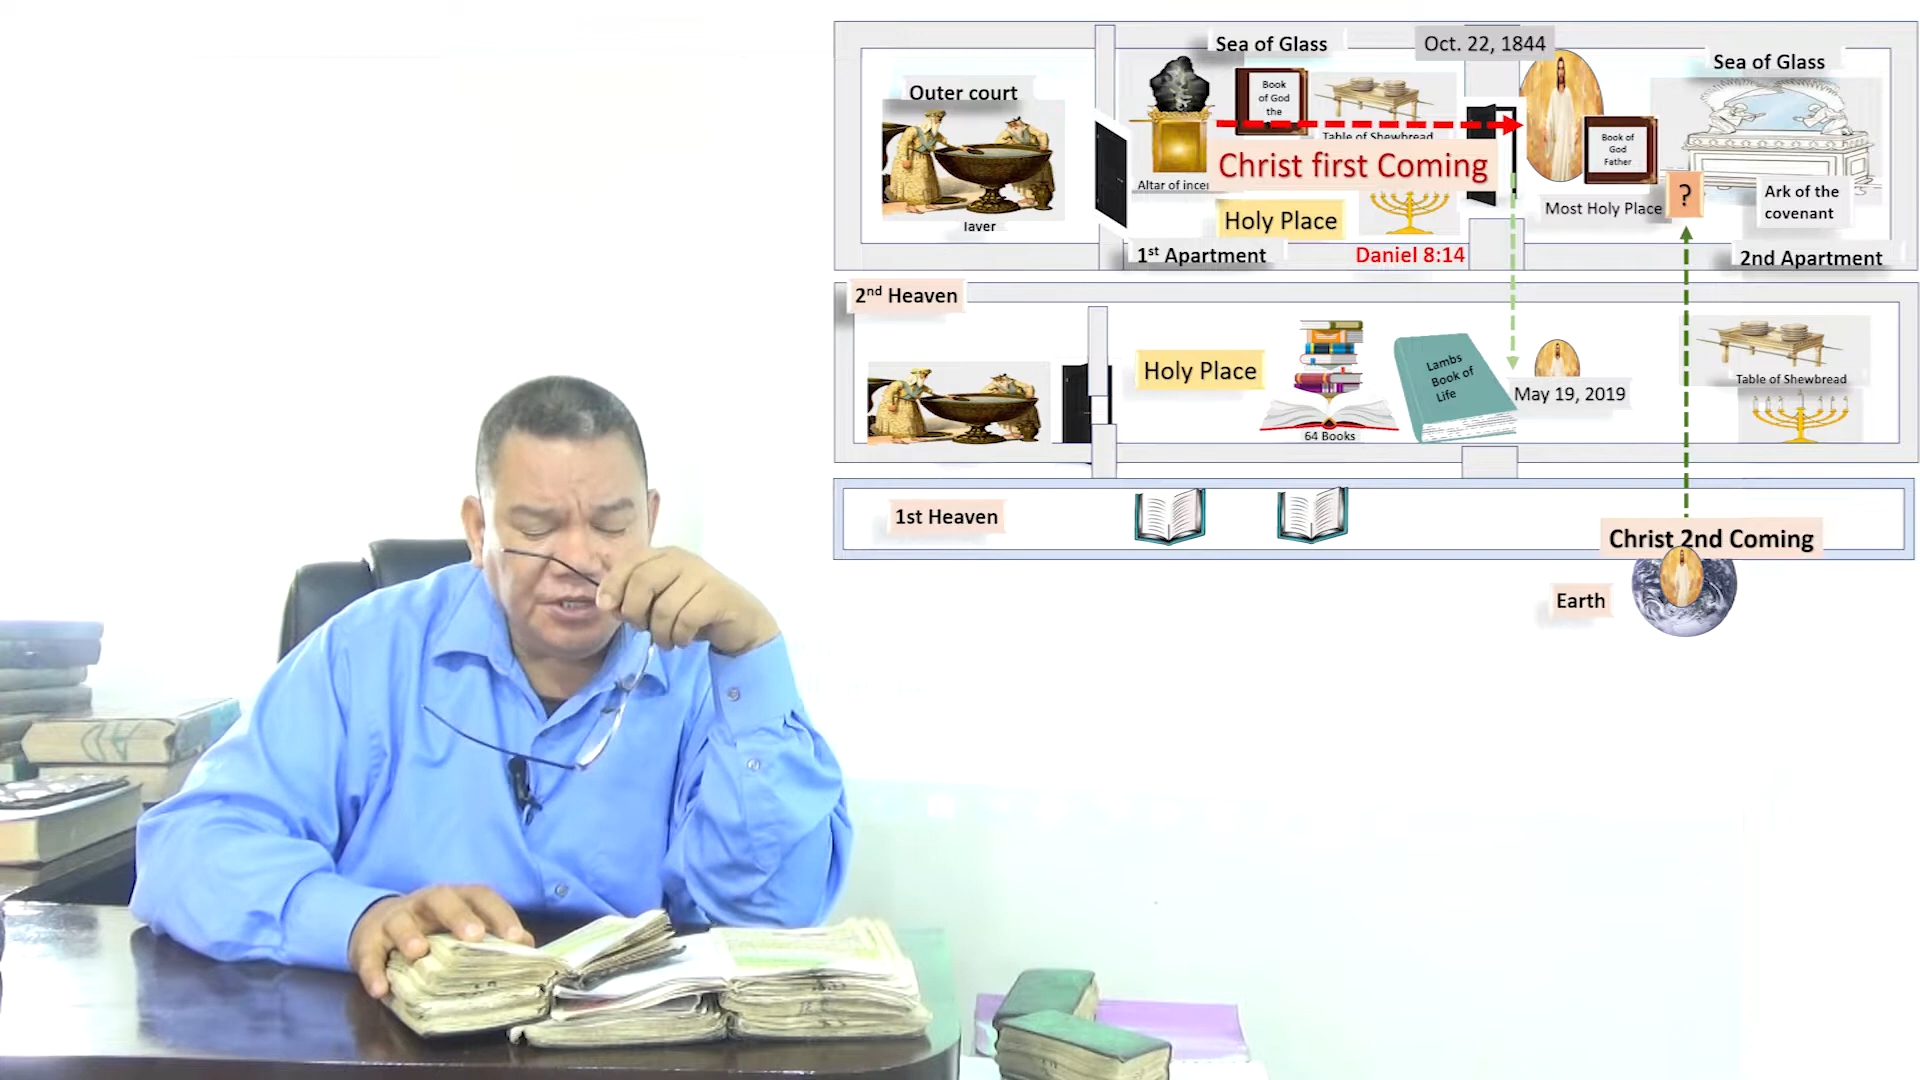 Sea of Glass
Oct. 22, 1844
Sea of Glass
Outer court
Book
of God
the
Table of Shewbread
Book of
God
Father
Christ first Coming
Altar of incen
?
Ark of the
covenant
Most Holy Place
Holy Place
laver
1st Apartment
Daniel 8:14
2nd Apartment
2nd Heaven
Holy Place
Lambs
Book of
Life
May 19, 2019
Table of Shewbread
64 Books
1st Heaven
Christ 2nd Coming
Earth